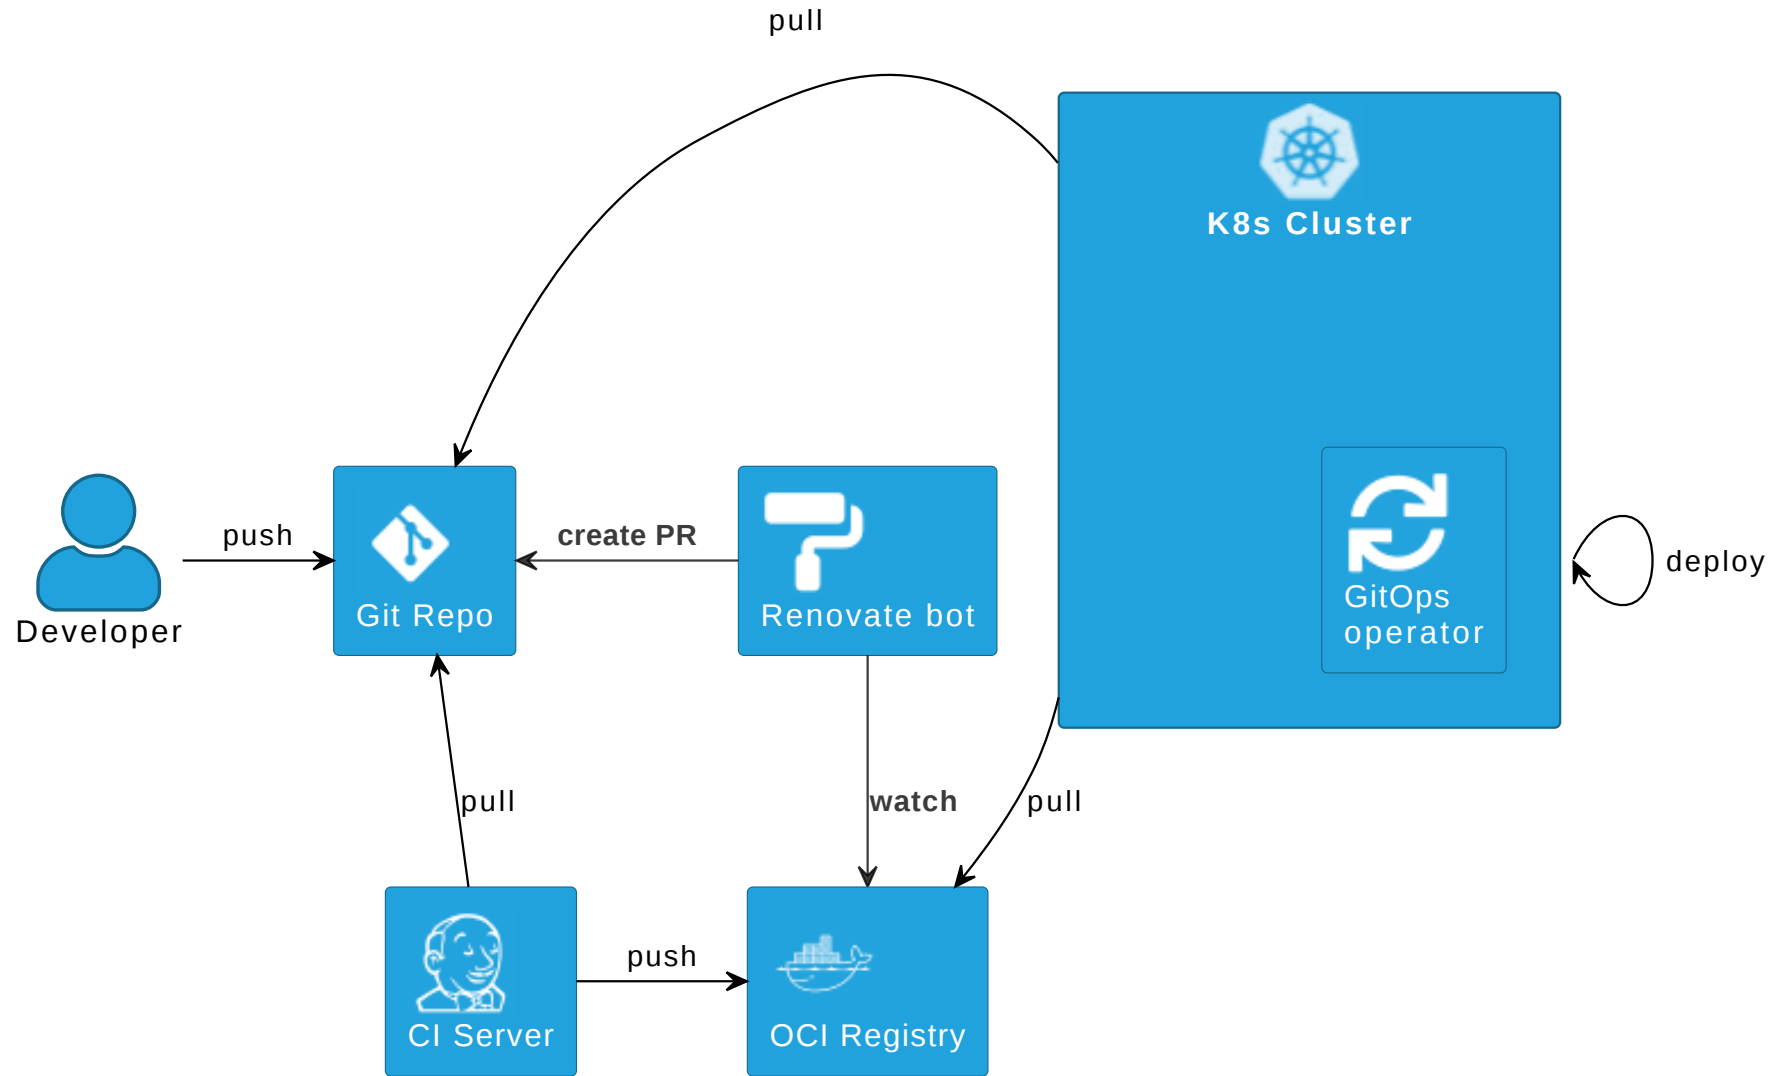 pull
K8s Cluster
push
create PR
Developer
Git Repo
Renovate bot
GitOps
operator
deploy
pull
watch
pull
push
CI Server
OCI Registry